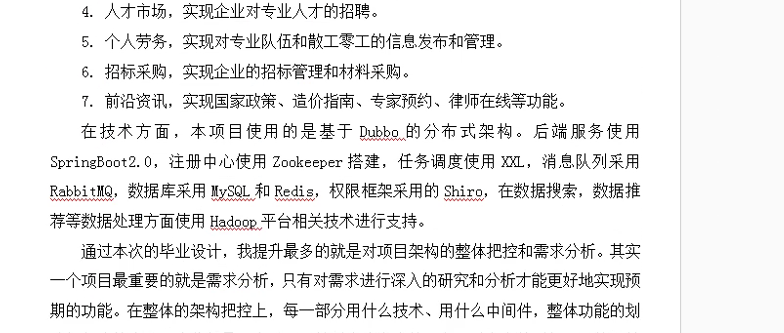 4. 人才市场，实现企业对专业人才的招聘。
5. 个人劳务，实现对专业队伍和散工零工的信息发布和管理。
6. 招标采购，实现企业的招标管理和材料采购。
7. 前沿资讯，实现国家政策、造价指南、专家预约、律师在线等功能。
在技术方面，本项目使用的是基于 Dubbo 的分布式架构。后端服务使用
SpringBoot2.0，注册中心使用 Zookeeper 搭建，任务调度使用 XXL，消息队列采用
RabbitMQ，数据库采用 MySQL 和 Redis，权限框架采用的 Shiro，在数据搜索，数据推
荐等数据处理方面使用 Hadoop 平台相关技术进行支持。
通过本次的毕业设计，我提升最多的就是对项目架构的整体把控和需求分析。其实
一个项目最重要的就是需求分析，只有对需求进行深入的研究和分析才能更好地实现预
期的功能。在整体的架构把控上，每一部分用什么技术、用什么中间件，整体功能的划